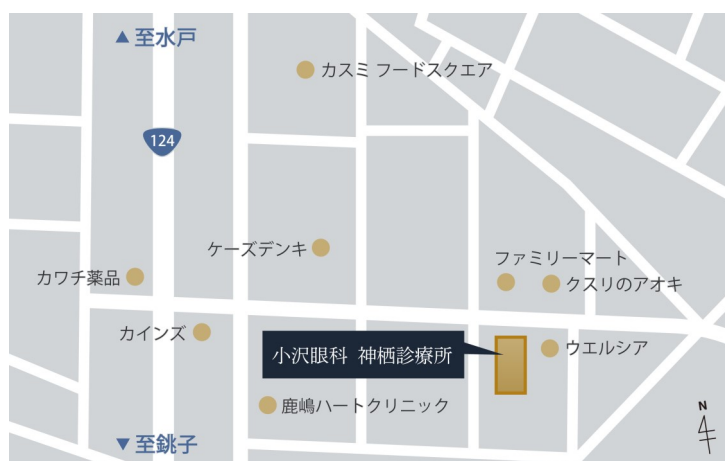 ▲ 至水戸
カスミ フードスクエア
124
ケーズデンキ
ファミリーマート
カワチ薬品
クスリのアオキ
カインズ
小沢眼科 神栖診療所
ウエルシア
鹿嶋ハートクリニック
N
▼ 至銚子